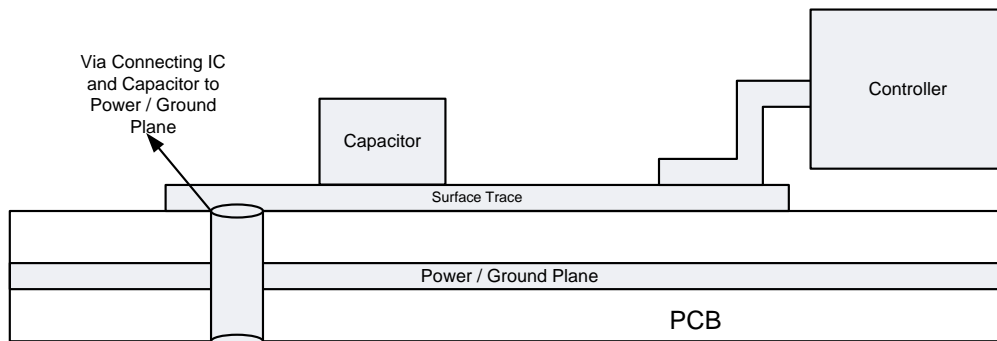 Via Connecting IC
and Capacitor to
Power / Ground
Plane
Capacitor
Controller
Surface Trace
Power / Ground Plane
PCB